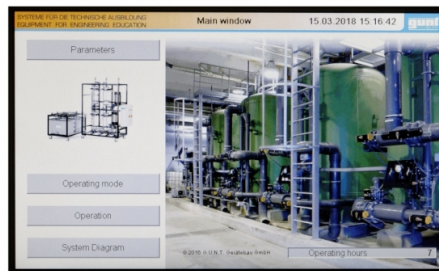 SYSTEME FÜR DIE TECHNISCHE AUSBILDUNG
EQUIPMENT FOR ENGINEERING EDUCATION
Main window
15.03.2018 15.16.42
gunt
Parameters
Operating mode
Operation
System Diagram
© 2016 G.U.N.T. Gerätebau GmbH
Operating hours
7